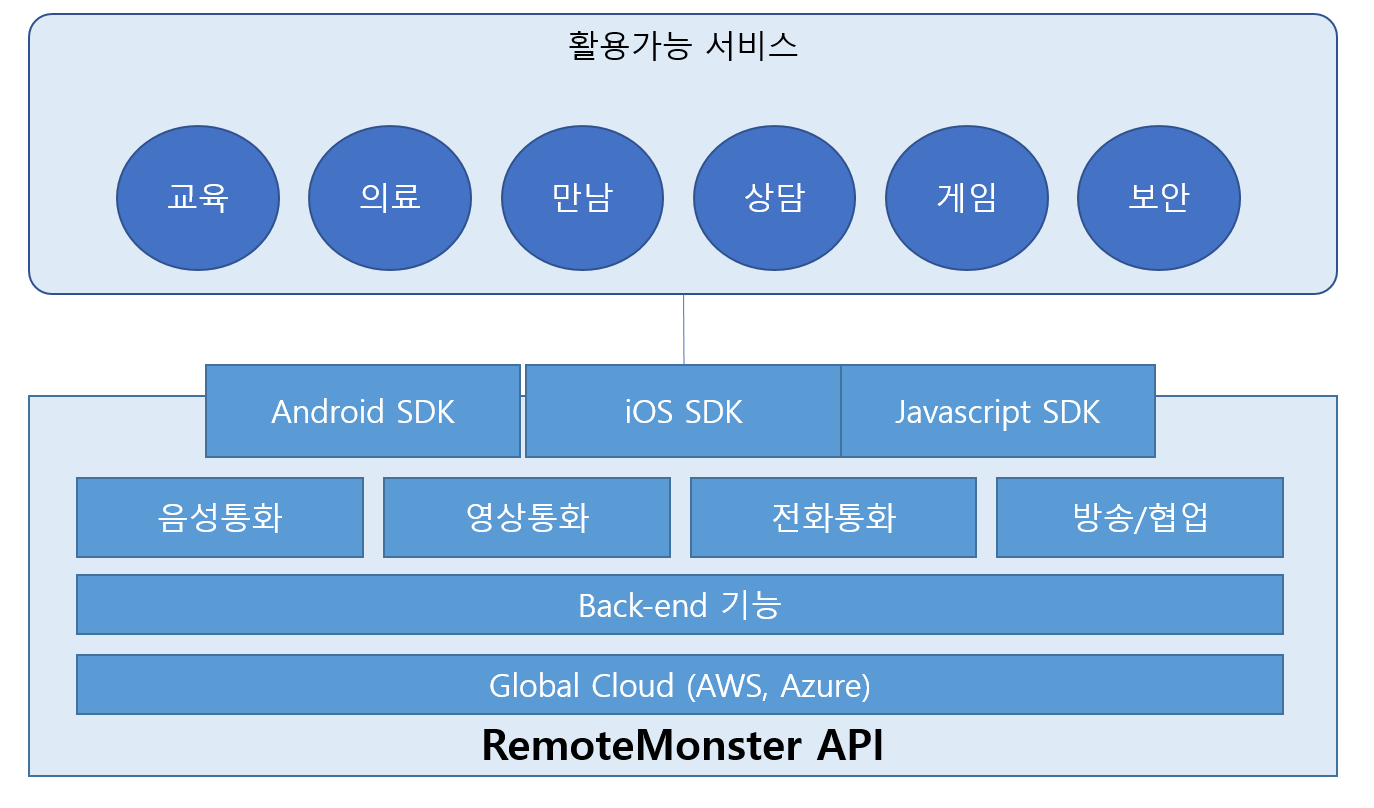 활용가능 서비스
교육
의료
만남
상담
게임
보안
Android SDK
iOS SDK
Javascript SDK
음성통화
영상통화
전화통화
방송/협업
Back-end 기능
Global Cloud (AWS, Azure)
RemoteMonster API